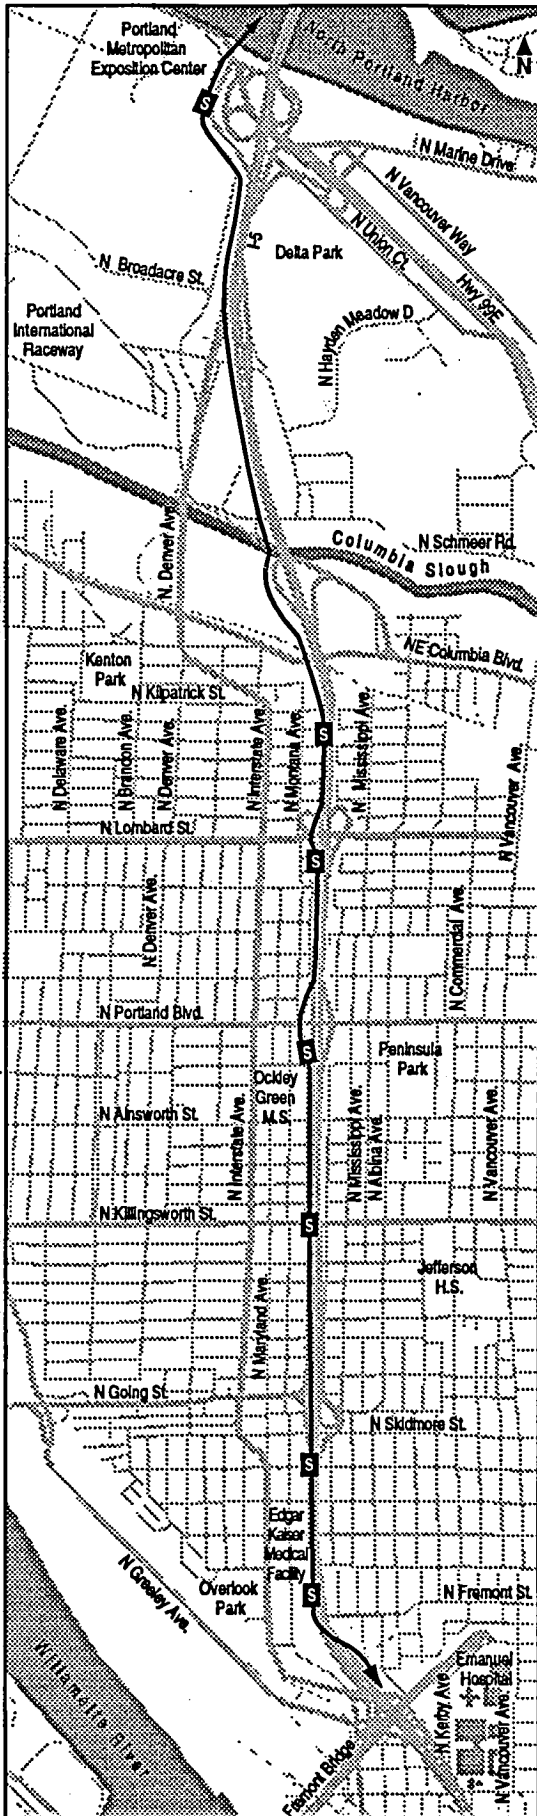 Portland
Metropolitan
Exposition Center
North Portland Harbor
N
S
N Marine Drive
N Vancouver Way
N Union Ct.
Hwy 99E
I-5
Delta Park
N. Broadacre St.
Portland
International
Raceway
N Hayden Meadow D
N. Denver Ave.
Columbia Slough
N Schmeer Rd.
NE Columbia Blvd.
Kenton
Park
N Kilpatrick St.
S
N Delaware Ave.
N Brandon Ave.
N Denver Ave.
N Interstate Ave.
N Montana Ave.
N. Mississippi Ave.
N Vancouver Ave.
N Lombard St.
S
N Denver Ave.
N Commercial Ave.
N Portland Blvd.
S
Peninsula
Park
Ockley
Green
M.S.
N Ainsworth St.
N Interstate Ave.
N Mississippi Ave.
N Albina Ave.
N Vancouver Ave.
N Killingsworth St.
S
Jefferson
H.S.
N Maryland Ave.
N Going St.
N Skidmore St.
S
Edgar
Kaiser
Medical
Facility
N Greeley Ave.
Overlook
Park
S
N Fremont St.
Willamette River
Emanuel
Hospital
N Kerby Ave
N Vancouver Ave.
Fremont Bridge